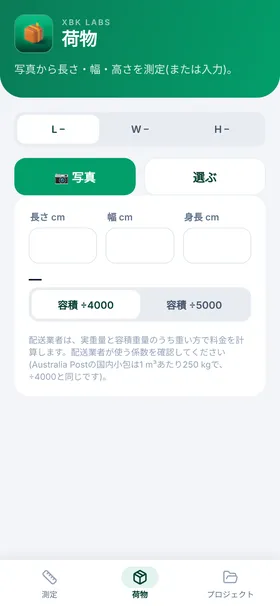 XBK LABS
荷物
写真から長さ・幅・高さを測定(または入力)。
L –
W –
H –
📷 写真
選ぶ
長さ cm
幅 cm
身長 cm
—
容積 ÷4000
容積 ÷5000
配送業者は、実重量と容積重量のうち重い方で料金を計
算します。配送業者が使う係数を確認してください
(Australia Postの国内小包は1 m³あたり250 kgで、
÷4000と同じです)。
測定
荷物
プロジェクト